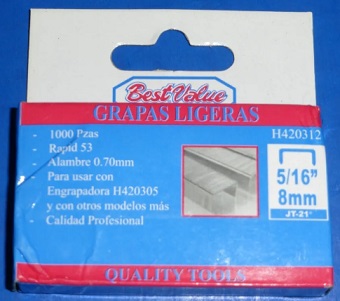 Best Value
GRAPAS LIGERAS
- 1000 Pzas
- Rapid 53
- Alambre 0.70mm
- Para usar con
Engrapadora H420305
- y con otros modelos más
- Calidad Profesional
H420312
5/16"
8mm
JT-21"
QUALITY TOOLS